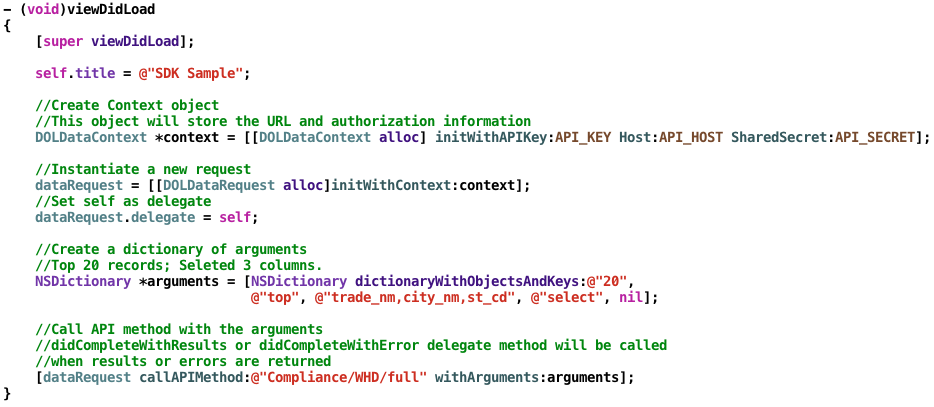 - (void)viewDidLoad
{
    [super viewDidLoad];

    self.title = @"SDK Sample";

    //Create Context object
    //This object will store the URL and authorization information
    DOLDataContext *context = [[DOLDataContext alloc] initWithAPIKey:API_KEY Host:API_HOST SharedSecret:API_SECRET];

    //Instantiate a new request
    dataRequest = [[DOLDataRequest alloc]initWithContext:context];
    //Set self as delegate
    dataRequest.delegate = self;

    //Create a dictionary of arguments
    //Top 20 records; Seleted 3 columns.
    NSDictionary *arguments = [NSDictionary dictionaryWithObjectsAndKeys:@"20",
                               @"top", @"trade_nm,city_nm,st_cd", @"select", nil];

    //Call API method with the arguments
    //didCompleteWithResults or didCompleteWithError delegate method will be called
    //when results or errors are returned
    [dataRequest callAPIMethod:@"Compliance/WHD/full" withArguments:arguments];
}